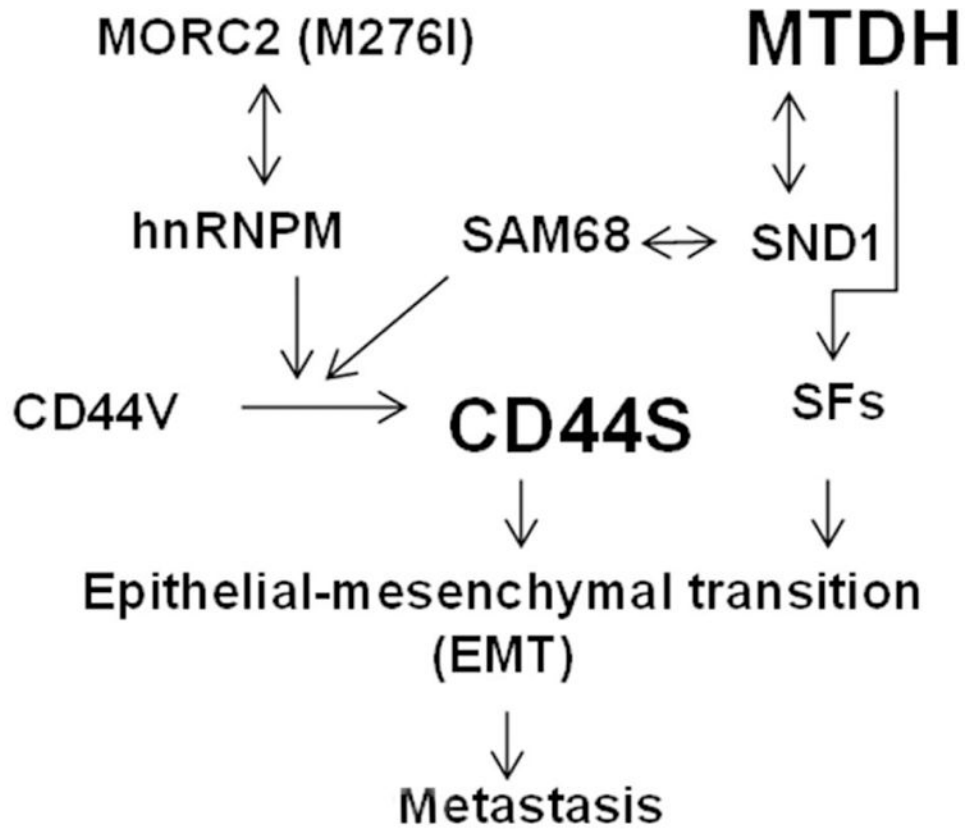 MORC2 (M276I)
MTDH
hnRNPM
SAM68
SND1
CD44V
CD44S
SFs
Epithelial-mesenchymal transition
(EMT)
Metastasis